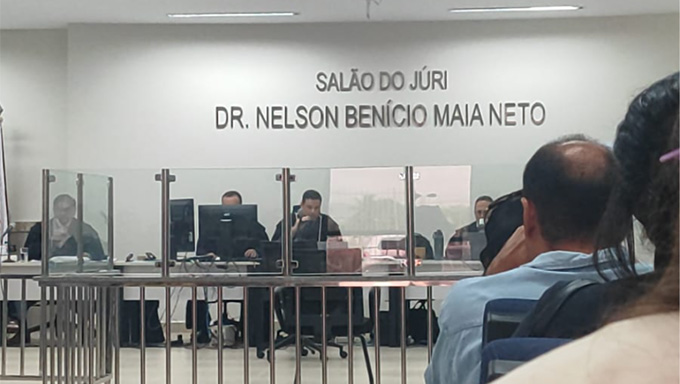 SALÃO DO JÚRI
DR. NELSON BENÍCIO MAIA NETO